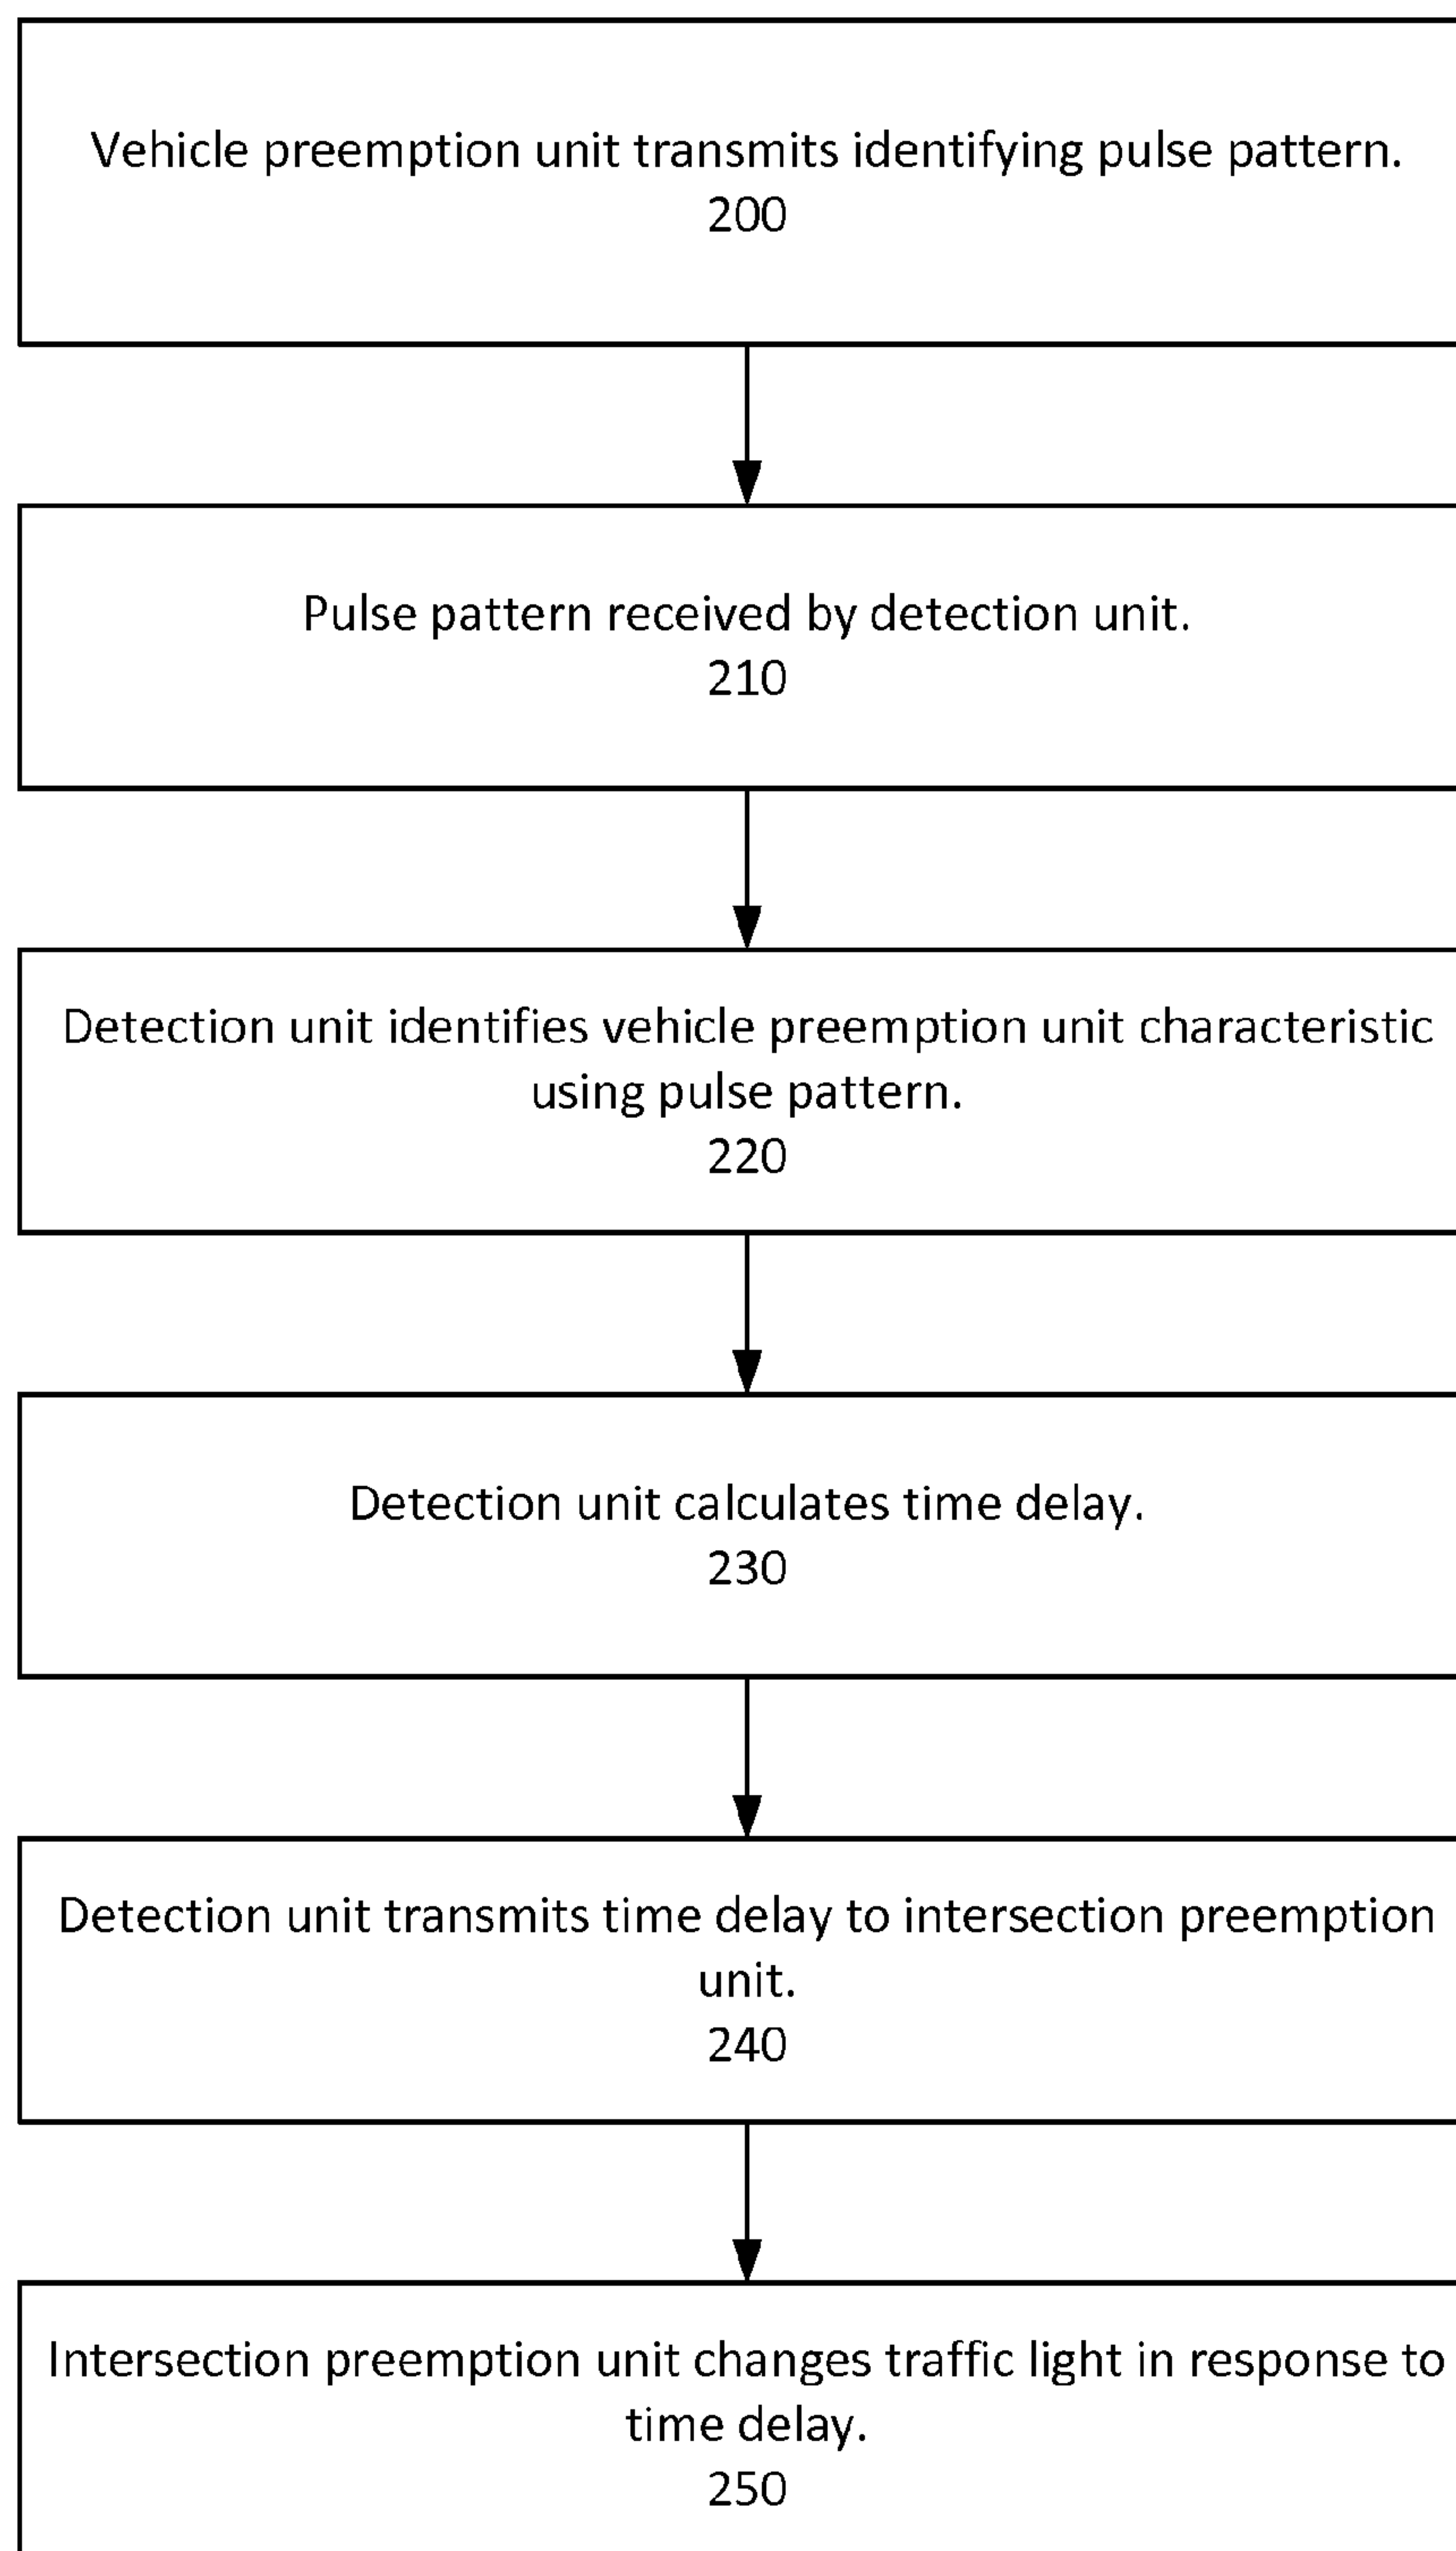 Vehicle preemption unit transmits identifying pulse pattern.
200
Pulse pattern received by detection unit.
210
Detection unit identifies vehicle preemption unit characteristic
using pulse pattern.
220
Detection unit calculates time delay.
230
Detection unit transmits time delay to intersection preemption
unit.
240
Intersection preemption unit changes traffic light in response to
time delay.
250